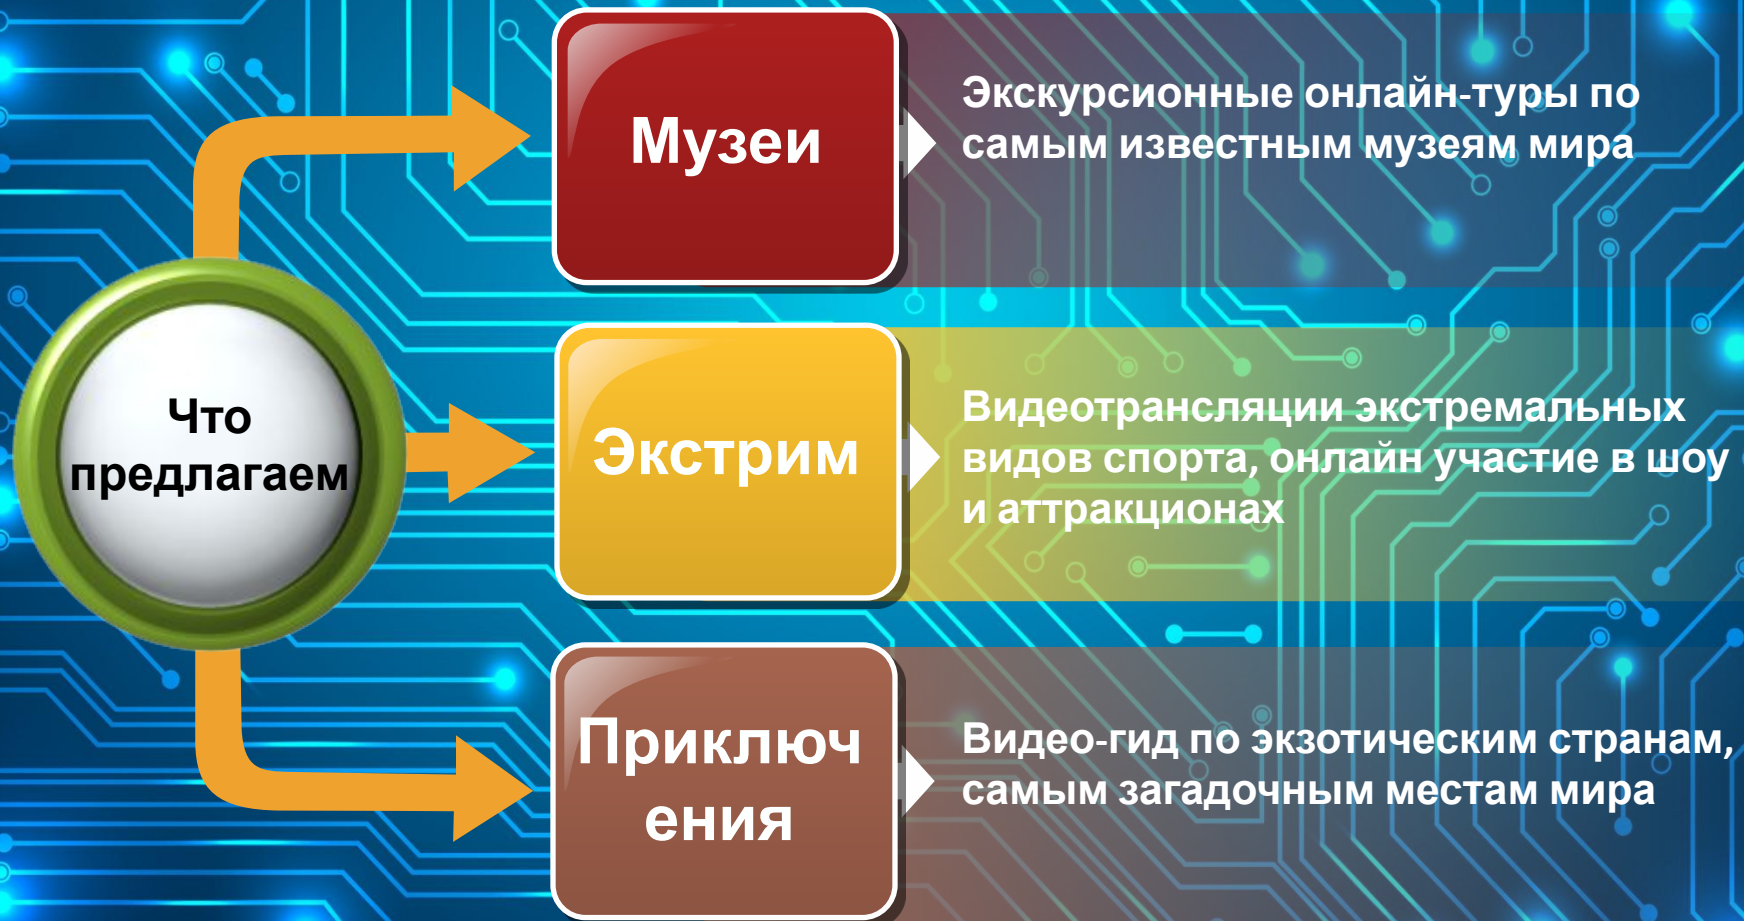 Что
предлагаем
Музеи
Экскурсионные онлайн-туры по
самым известным музеям мира
Экстрим
Видеотрансляции экстремальных
видов спорта, онлайн участие в шоу
и аттракционах
Приключ
ения
Видео-гид по экзотическим странам,
самым загадочным местам мира